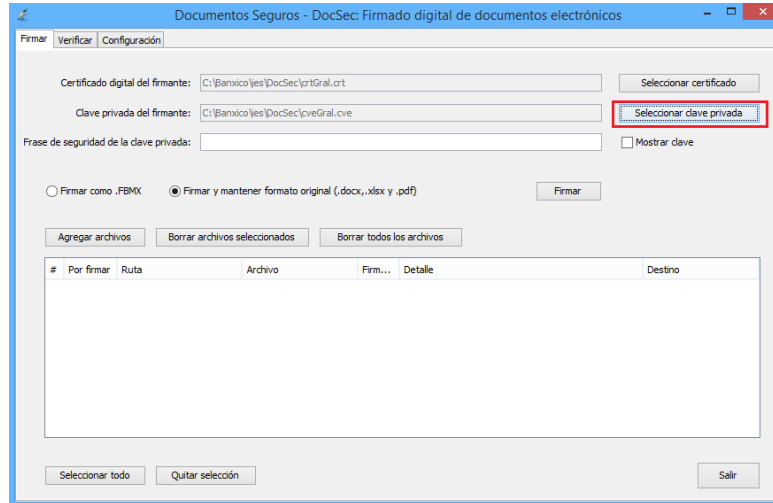 Documentos Seguros - DocSec: Firmado digital de documentos electrónicos
Firmar Verificar Configuración
Certificado digital del firmante: C:\Banxico\ies\DocSec\crtGral.crt Seleccionar certificado
Clave privada del firmante: C:\Banxico\ies\DocSec\cveGral.cve Seleccionar clave privada
Frase de seguridad de la clave privada: Mostrar clave
Firmar como .FBMX Firmar y mantener formato original (.docx,.xlsx y .pdf) Firmar
Agregar archivos Borrar archivos seleccionados Borrar todos los archivos
# Por firmar Ruta Archivo Firm... Detalle Destino
Seleccionar todo Quitar selección Salir